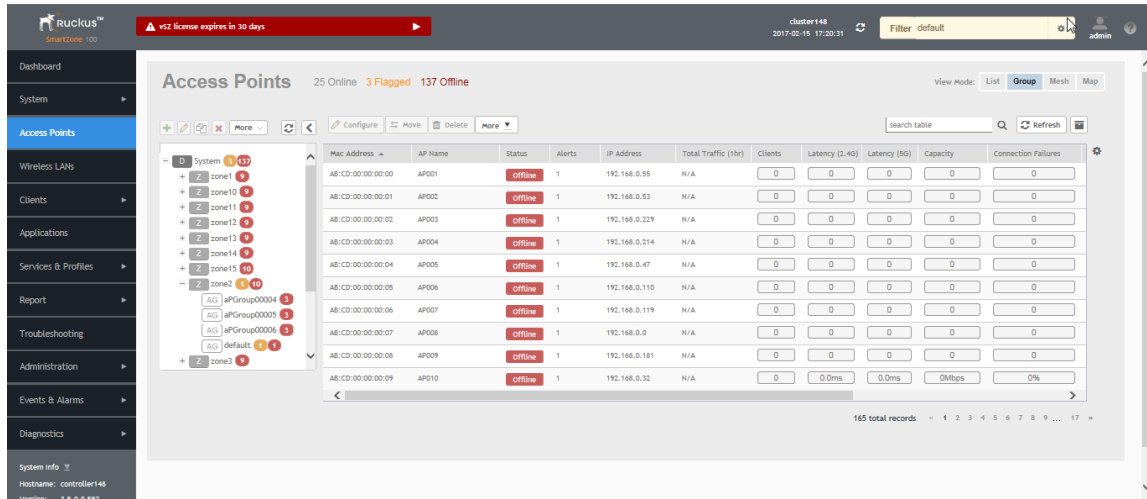 Ruckus™
SmartZone 100
vSZ license expires in 30 days
cluster148
2017-02-15 17:20:31
Filter default
admin
Dashboard
System
Access Points
Wireless LANs
Clients
Applications
Services & Profiles
Report
Troubleshooting
Administration
Events & Alarms
Diagnostics
System Info
Hostname: controller148
Version: 3.5.0.0.557
Access Points 25 Online 3 Flagged 137 Offline
View Mode: List Group Mesh Map
More
Configure Move Delete More
search table
Refresh
D System 3 137
Z zone1 9
Z zone10 9
Z zone11 9
Z zone12 9
Z zone13 9
Z zone14 9
Z zone15 10
Z zone2 1 10
AG aPGroup00004 3
AG aPGroup00005 3
AG aPGroup00006 3
AG default 1 1
Z zone3 9
Mac Address AP Name Status Alerts IP Address Total Traffic (1hr) Clients Latency (2.4G) Latency (5G) Capacity Connection Failures
AB:CD:00:00:00:00 AP001 Offline 1 192.168.0.55 N/A 0 0 0 0 0
AB:CD:00:00:00:01 AP002 Offline 1 192.168.0.53 N/A 0 0 0 0 0
AB:CD:00:00:00:02 AP003 Offline 1 192.168.0.229 N/A 0 0 0 0 0
AB:CD:00:00:00:03 AP004 Offline 1 192.168.0.214 N/A 0 0 0 0 0
AB:CD:00:00:00:04 AP005 Offline 1 192.168.0.47 N/A 0 0 0 0 0
AB:CD:00:00:00:05 AP006 Offline 1 192.168.0.110 N/A 0 0 0 0 0
AB:CD:00:00:00:06 AP007 Offline 1 192.168.0.119 N/A 0 0 0 0 0
AB:CD:00:00:00:07 AP008 Offline 1 192.168.0.0 N/A 0 0 0 0 0
AB:CD:00:00:00:08 AP009 Offline 1 192.168.0.181 N/A 0 0 0 0 0
AB:CD:00:00:00:09 AP010 Offline 1 192.168.0.32 N/A 0 0.0ms 0.0ms 0Mbps 0%
165 total records « 1 2 3 4 5 6 7 8 9 ... 17 »